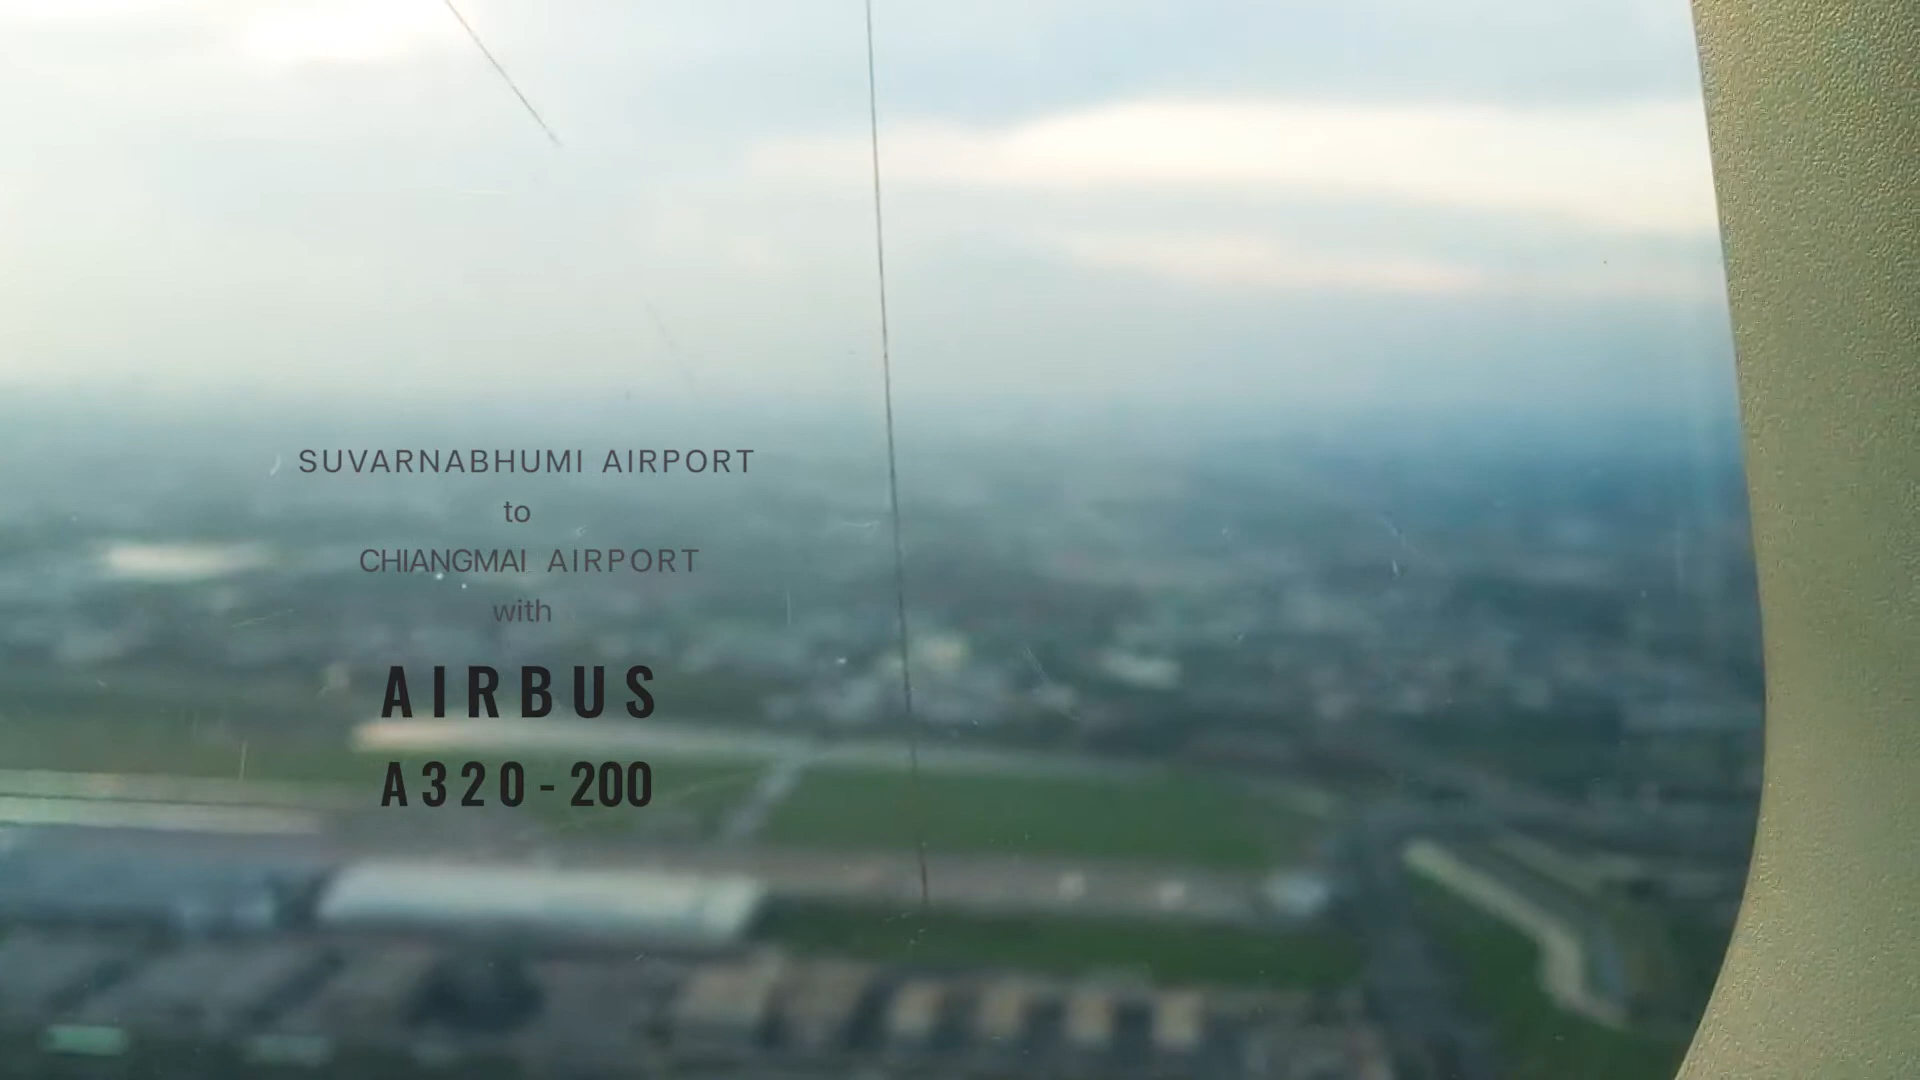 SUVARNABHUMI AIRPORT
to
CHIANGMAI AIRPORT
with
AIRBUS
A320-200